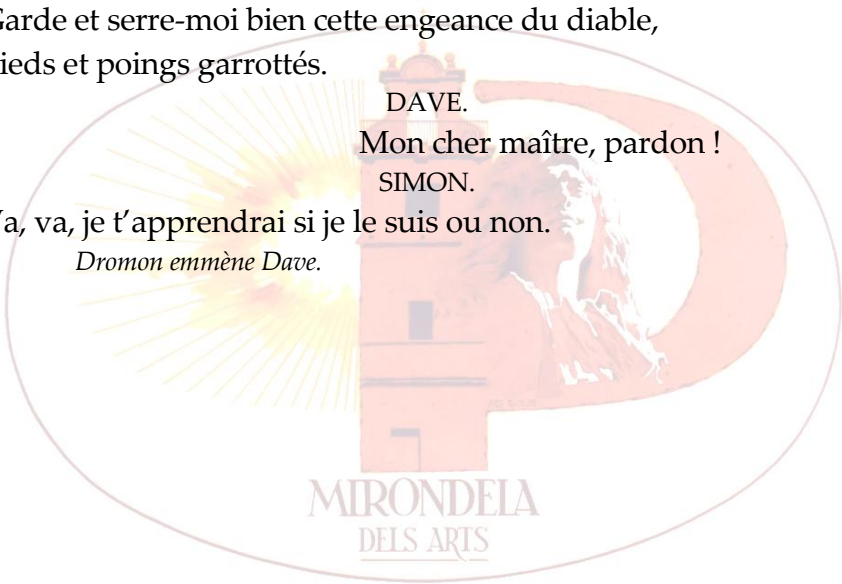 Garde et serre-moi bien cette engeance du diable,
ieds et poings garrottés.
DAVE.
Mon cher maître, pardon !
SIMON.
a, va, je t’apprendrai si je le suis ou non.
Dromon emmène Dave.
MIRONDELA
DELS ARTS